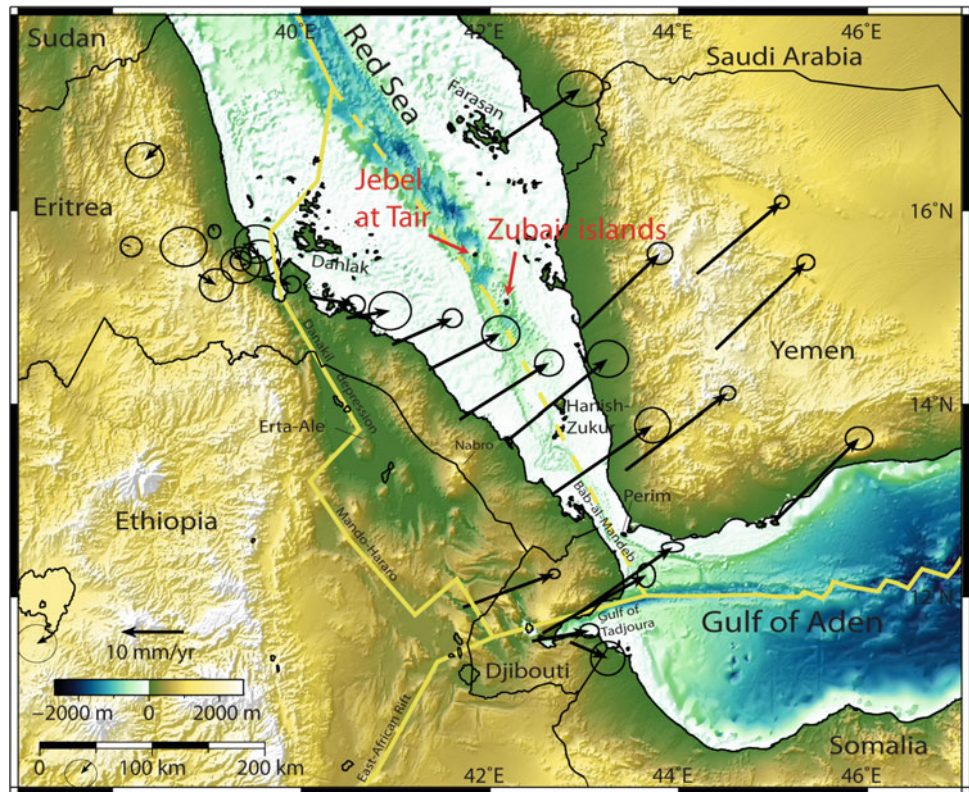 40°E
42°E
44°E
46°E
Sudan
Saudi Arabia
Red Sea
Farasan
Jebel
at Tair
16°N
Eritrea
Zubair Islands
Dahlak
Yemen
Danakil depression
14°N
Hanish-
Zukur
Erta-Ale
Nabro
Perim
Bab-al-Mandeb
Ethiopia
Mando-Hararo
12°N
Gulf of Aden
Gulf of
Tadjoura
10 mm/yr
Djibouti
−2000 m 0 2000 m
East-African Rift
Somalia
0 100 km 200 km
42°E
44°E
46°E